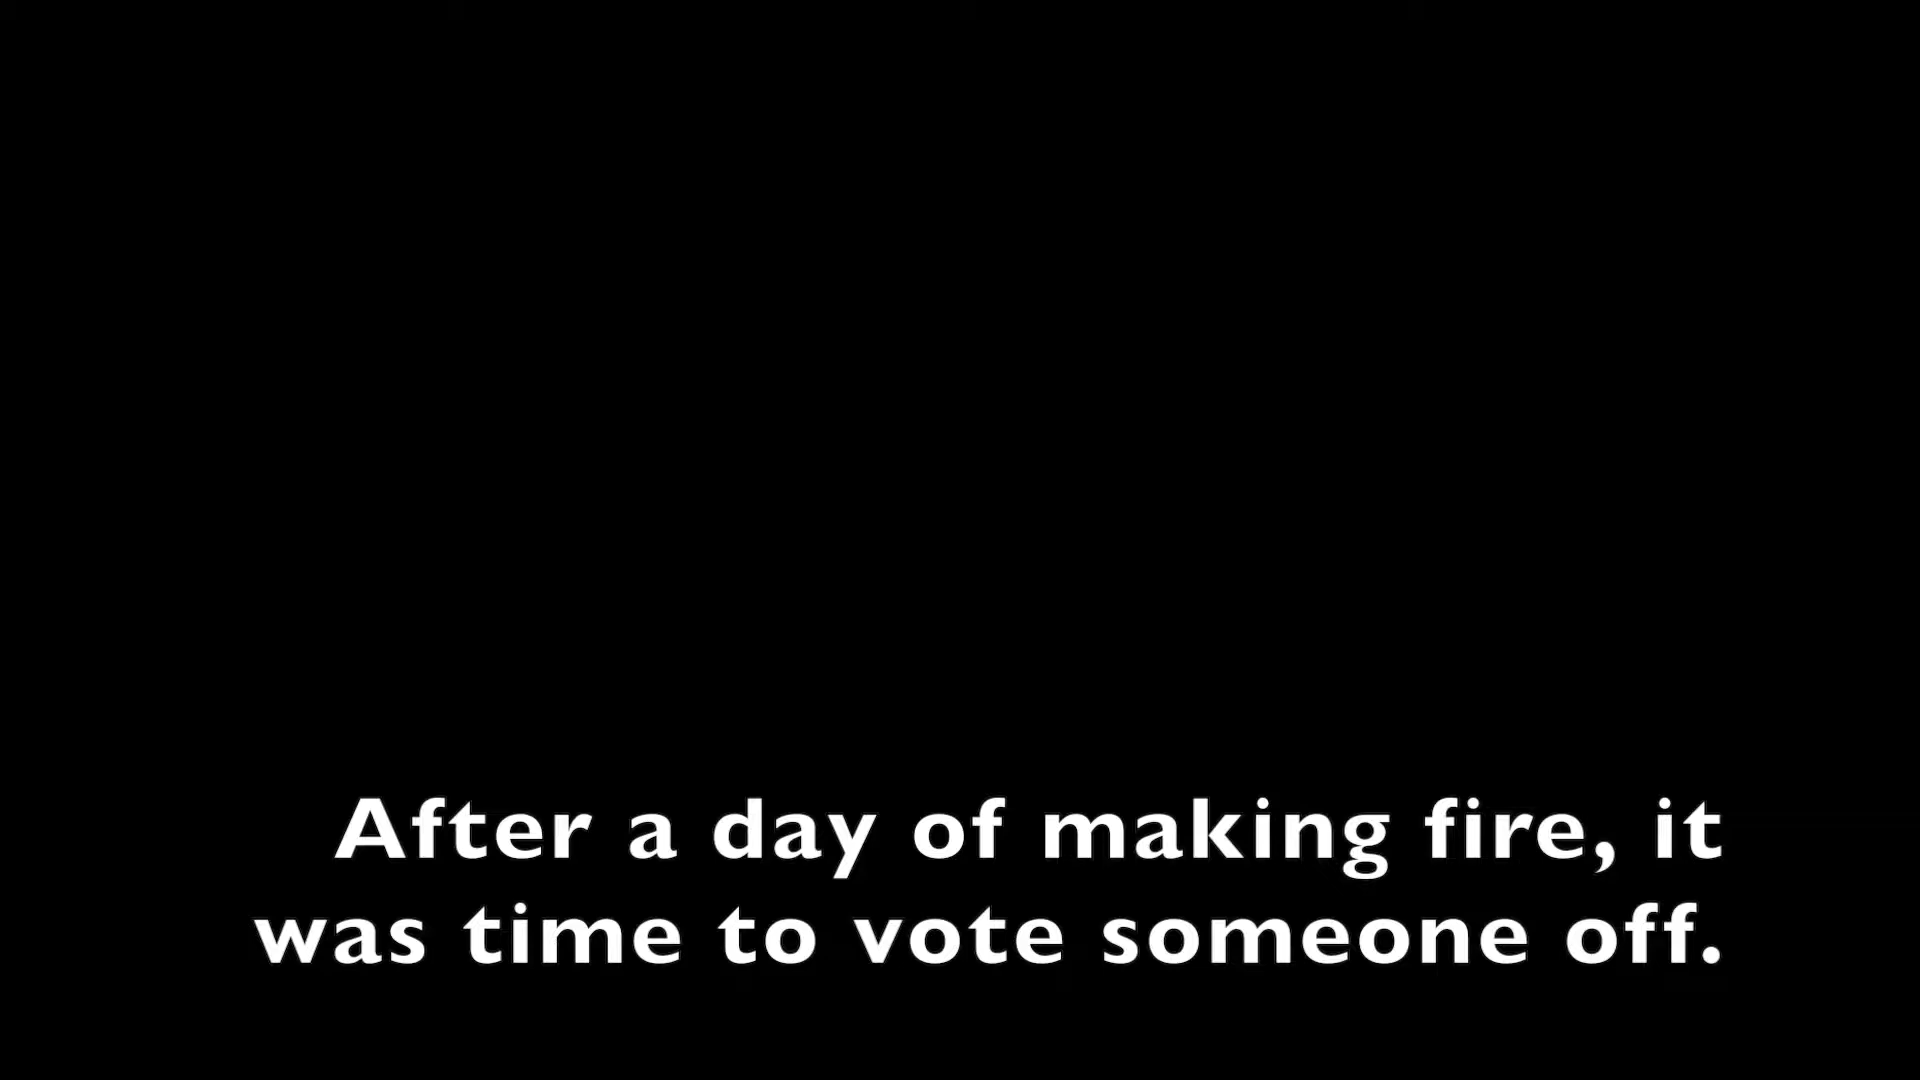 After a day of making fire, it
was time to vote someone off.